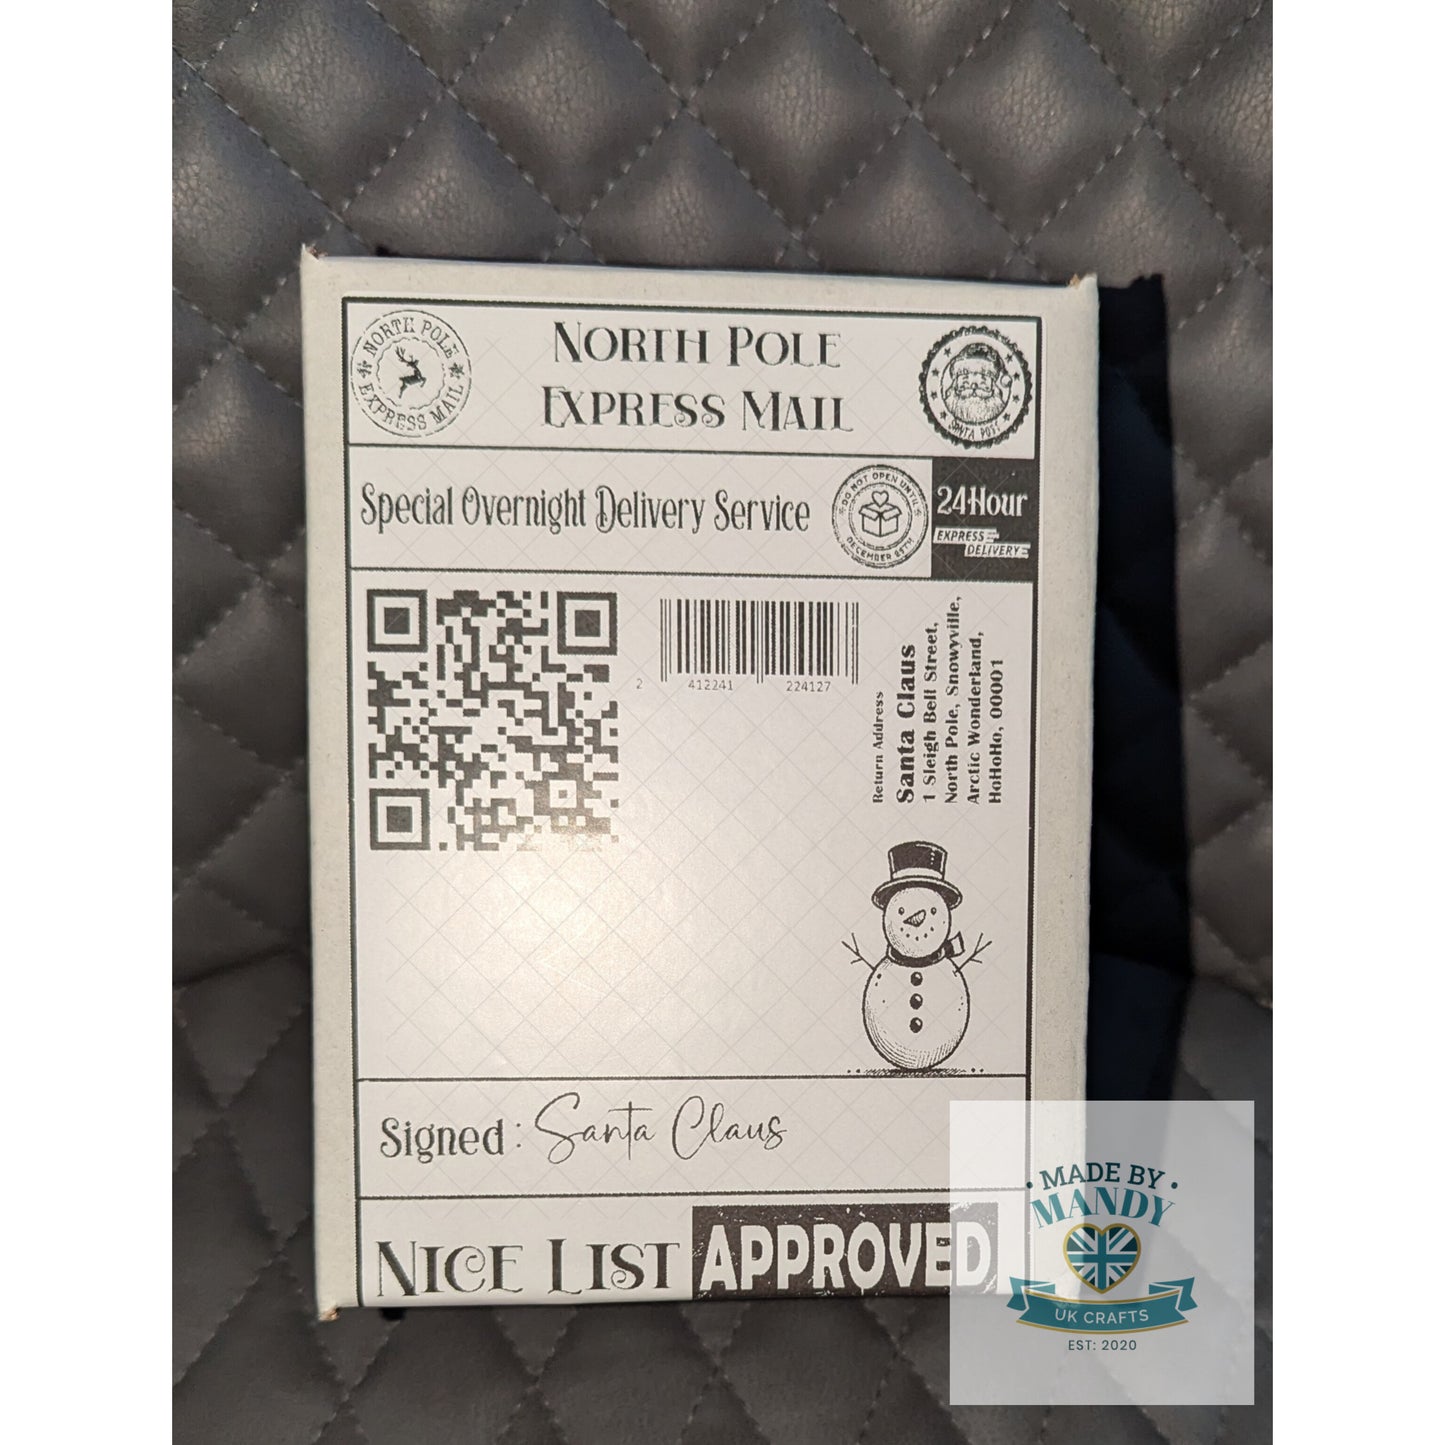 NORTH POLE
EXPRESS MAIL
NORTH POLE
EXPRESS MAIL
SANTA POST
Special Overnight Delivery Service
DO NOT OPEN UNTIL
DECEMBER 25TH
24Hour
EXPRESS
DELIVERY
2 412241 224127
Return Address
Santa Claus
1 Sleigh Bell Street,
North Pole, Snowyville,
Arctic Wonderland,
HoHoHo, 00001
Signed : Santa Claus
NICE LIST APPROVED
• MADE BY •
MANDY
UK CRAFTS
EST: 2020